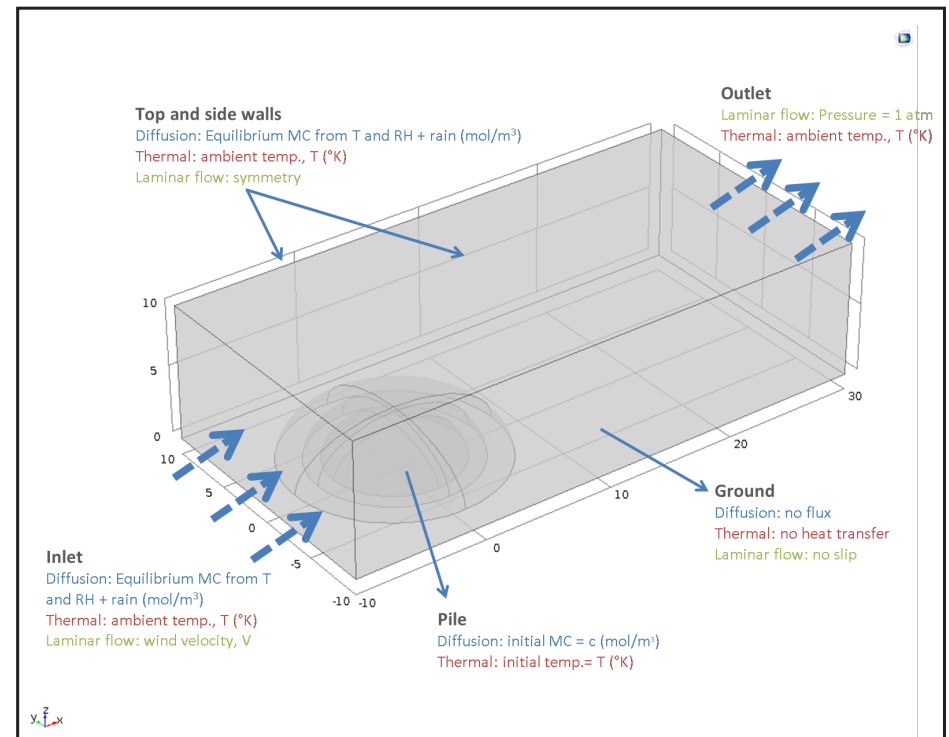 Outlet
Laminar flow: Pressure = 1 atm
Thermal: ambient temp., T (°K)
Top and side walls
Diffusion: Equilibrium MC from T and RH + rain (mol/m³)
Thermal: ambient temp., T (°K)
Laminar flow: symmetry
10
5
0
10
5
0
-5
-10
-10
0
10
20
30
Ground
Diffusion: no flux
Thermal: no heat transfer
Laminar flow: no slip
Inlet
Diffusion: Equilibrium MC from T
and RH + rain (mol/m³)
Thermal: ambient temp., T (°K)
Laminar flow: wind velocity, V
Pile
Diffusion: initial MC = c (mol/m³)
Thermal: initial temp.= T (°K)
y z x